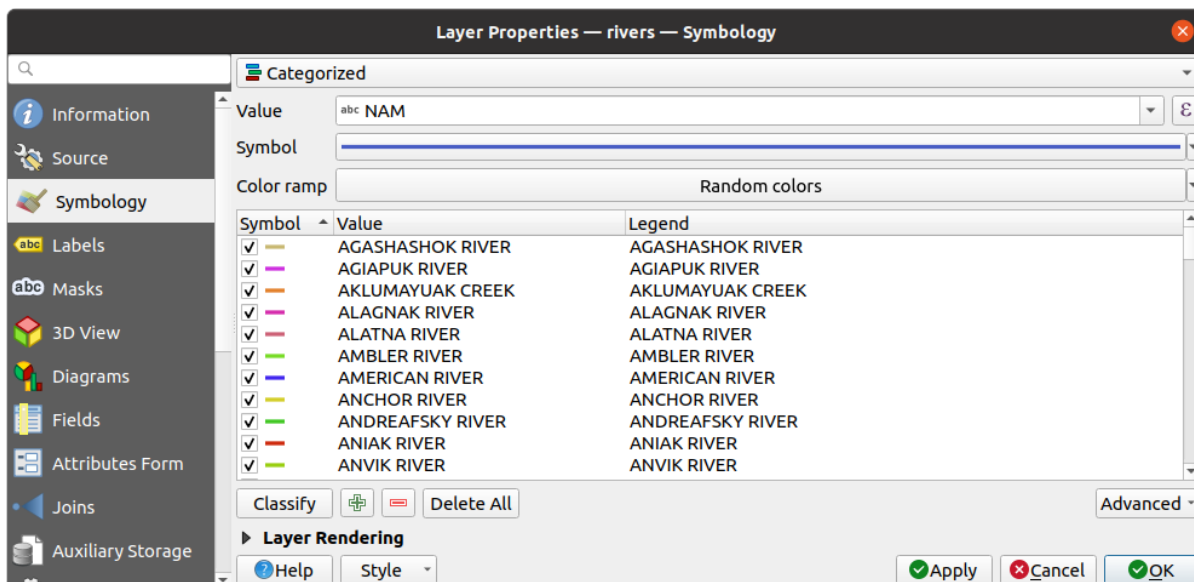 Layer Properties — rivers — Symbology
Categorized
Information
Value abc NAM ε
Source
Symbol
Symbology
Color ramp Random colors
Symbol Value Legend
abc Labels
AGASHASHOK RIVER AGASHASHOK RIVER
AGIAPUK RIVER AGIAPUK RIVER
abc Masks
AKLUMAYUAK CREEK AKLUMAYUAK CREEK
ALAGNAK RIVER ALAGNAK RIVER
3D View
ALATNA RIVER ALATNA RIVER
AMBLER RIVER AMBLER RIVER
Diagrams
AMERICAN RIVER AMERICAN RIVER
ANCHOR RIVER ANCHOR RIVER
Fields
ANDREAFSKY RIVER ANDREAFSKY RIVER
ANIAK RIVER ANIAK RIVER
Attributes Form
ANVIK RIVER ANVIK RIVER
Joins
Classify Delete All Advanced
Layer Rendering
Auxiliary Storage
Help Style Apply Cancel OK